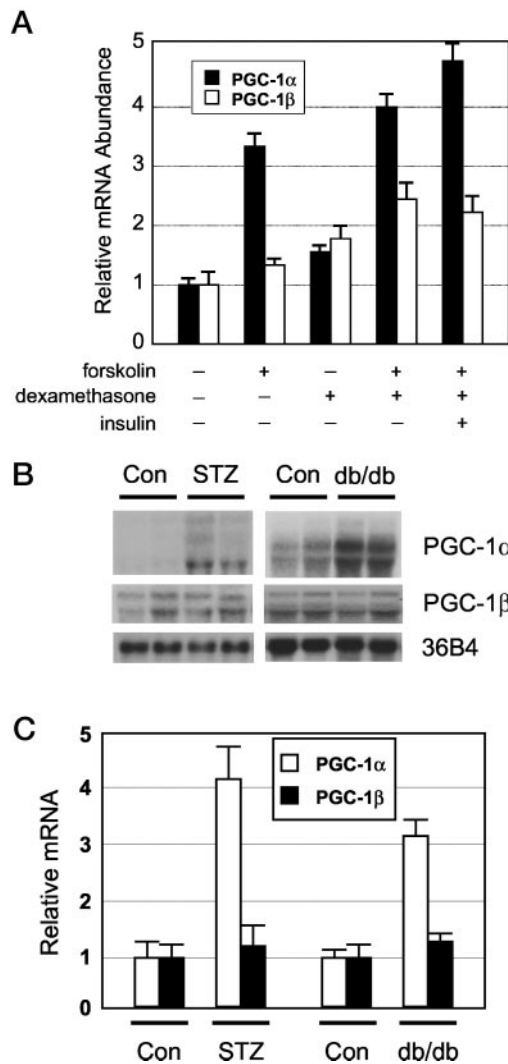 A
Relative mRNA Abundance
5
4
3
2
1
0
PGC-1α
PGC-1β
forskolin – + – + +
dexamethasone – – + + +
insulin – – – – +
B
Con STZ Con db/db
PGC-1α
PGC-1β
36B4
C
Relative mRNA
5
4
3
2
1
0
PGC-1α
PGC-1β
Con STZ Con db/db